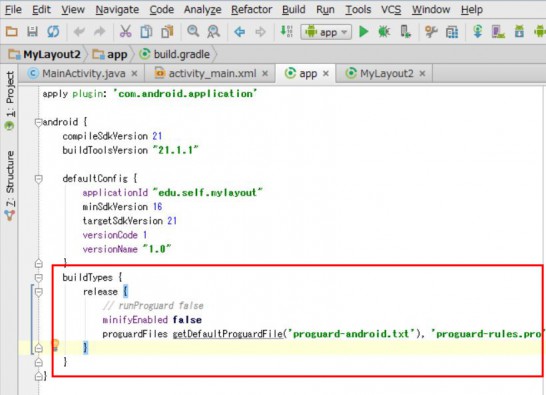 File Edit View Navigate Code Analyze Refactor Build Run Tools VCS Window Help
app
MyLayout2 app build.gradle
MainActivity.java × activity_main.xml × app × MyLayout2 ×
1: Project
7: Structure
apply plugin: 'com.android.application'
android {
compileSdkVersion 21
buildToolsVersion "21.1.1"
defaultConfig {
applicationId "edu.self.mylayout"
minSdkVersion 16
targetSdkVersion 21
versionCode 1
versionName "1.0"
}
buildTypes {
release {
// runProguard false
minifyEnabled false
proguardFiles getDefaultProguardFile('proguard-android.txt'), 'proguard-rules.pro'
}
}
}